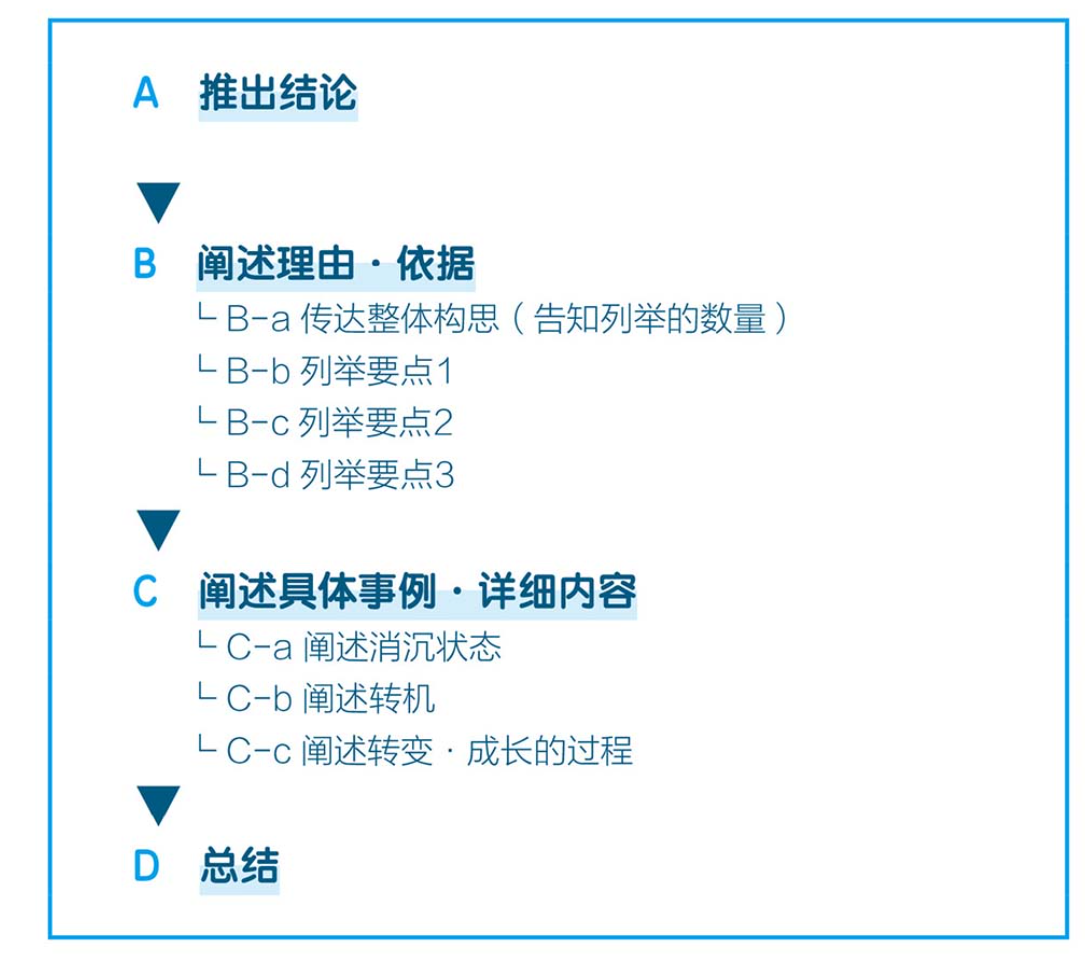 A 推出结论
B 阐述理由·依据
B-a 传达整体构思（告知列举的数量）
B-b 列举要点1
B-c 列举要点2
B-d 列举要点3
C 阐述具体事例·详细内容
C-a 阐述消沉状态
C-b 阐述转机
C-c 阐述转变·成长的过程
D 总结